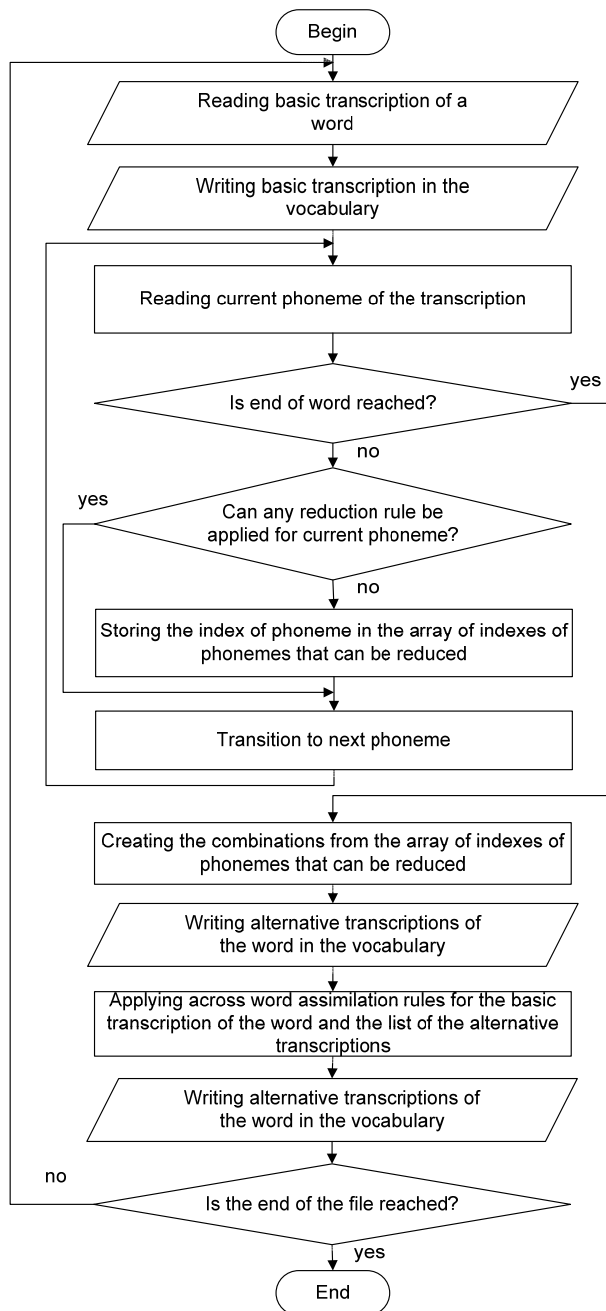 Begin
Reading basic transcription of a
word
Writing basic transcription in the
vocabulary
Reading current phoneme of the transcription
Is end of word reached?
yes
no
yes
Can any reduction rule be
applied for current phoneme?
no
Storing the index of phoneme in the array of indexes of
phonemes that can be reduced
Transition to next phoneme
Creating the combinations from the array of indexes of
phonemes that can be reduced
Writing alternative transcriptions of
the word in the vocabulary
Applying across word assimilation rules for the basic
transcription of the word and the list of the alternative
transcriptions
Writing alternative transcriptions of
the word in the vocabulary
no
Is the end of the file reached?
yes
End